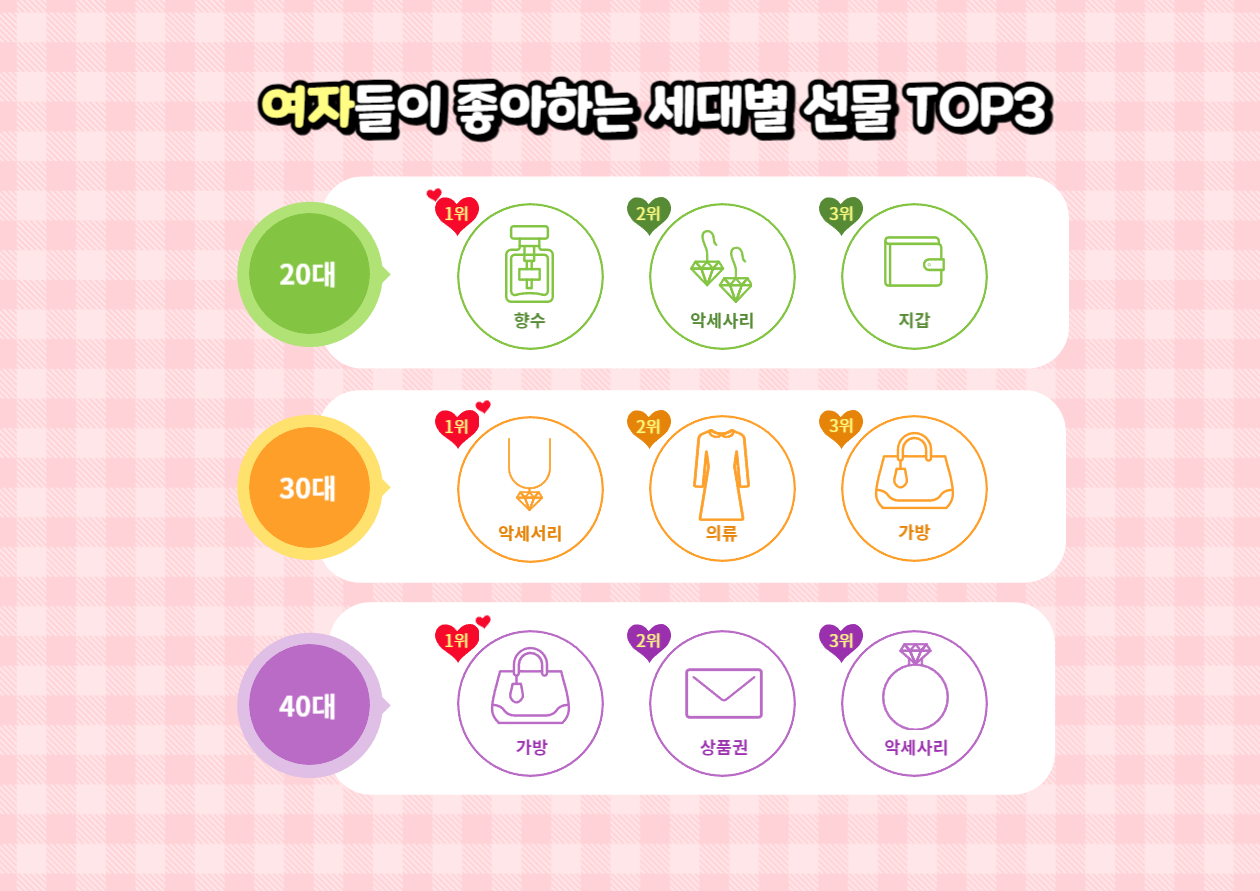 여자들이 좋아하는 세대별 선물 TOP3
20대
1위 2위 3위
향수 악세사리 지갑
30대
1위 2위 3위
악세서리 의류 가방
40대
1위 2위 3위
가방 상품권 악세사리